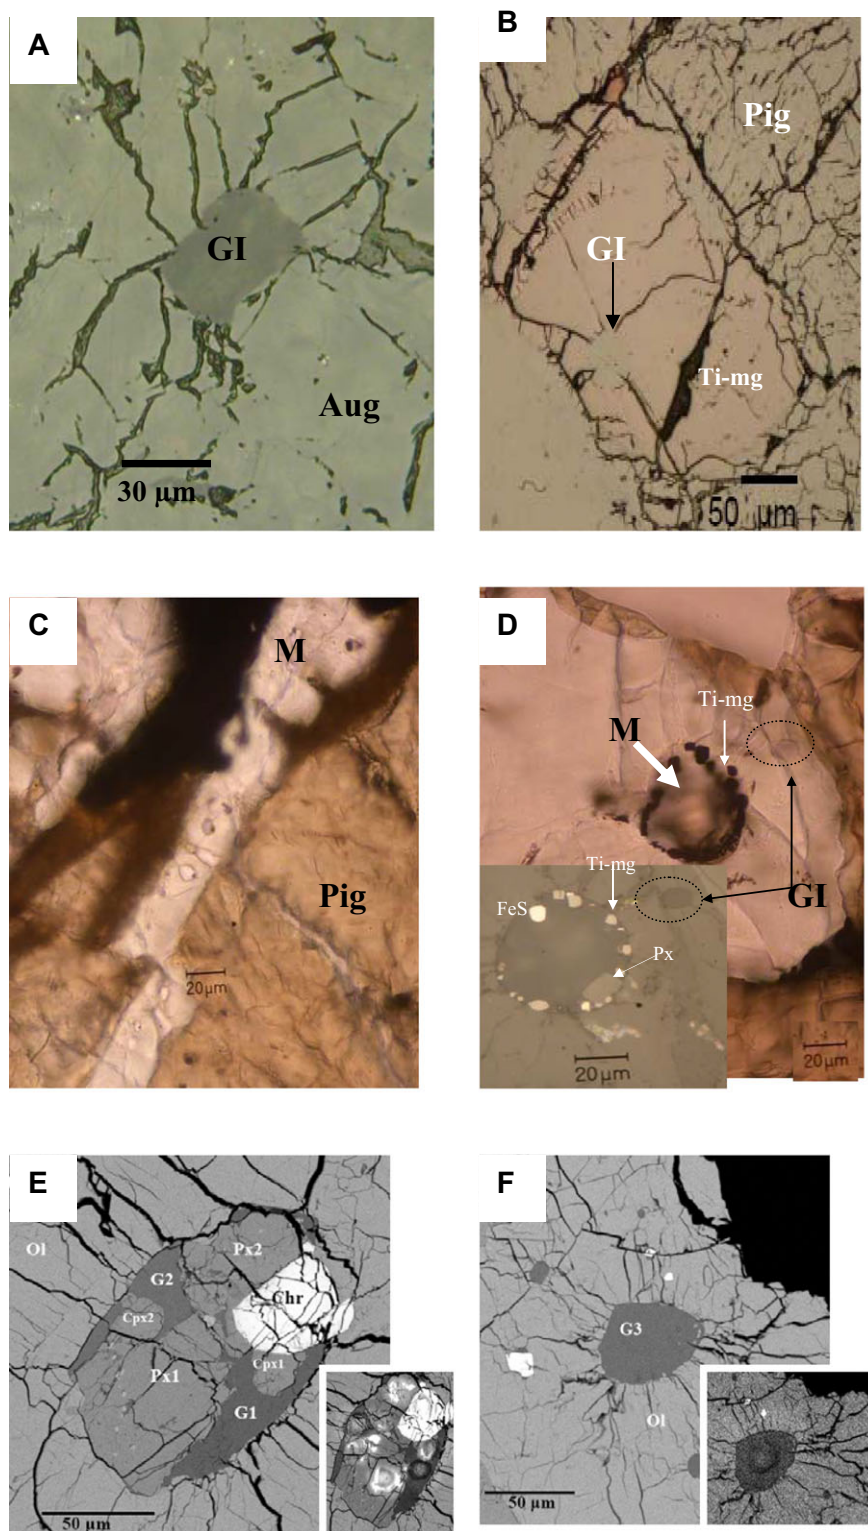 A
GI
Aug
30 µm
B
Pig
GI
Ti-mg
50 µm
C
M
Pig
20µm
D
Ti-mg
M
GI
Ti-mg
FeS
Px
20µm
20µm
E
Ol
Px2
G2
Chr
Cpx2
Cpx1
Px1
G1
50 µm
F
G3
Ol
50 µm